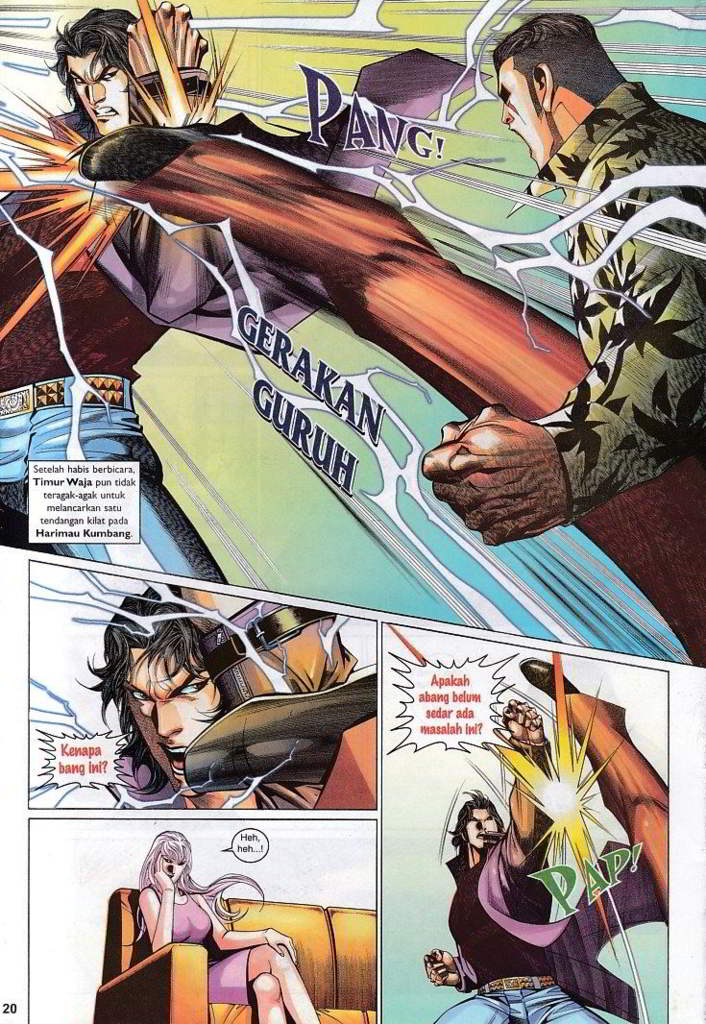 PANG!
GERAKAN
GURUH
Setelah habis berbicara,
Timur Waja pun tidak
teragak-agak untuk
melancarkan satu
tendangan kilat pada
Harimau Kumbang.
Kenapa
bang ini?
Apakah
abang belum
sedar ada
masalah ini?
PAP!
Heh,
heh...!
20